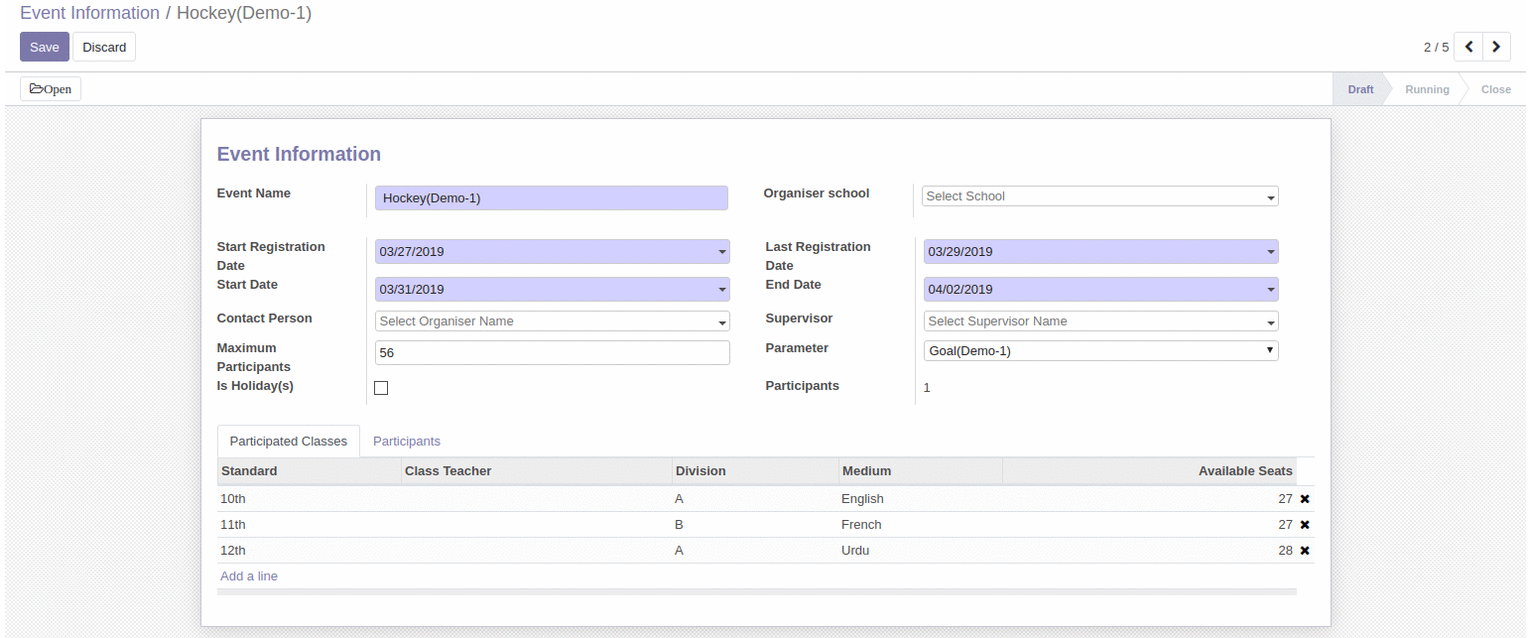 Event Information / Hockey(Demo-1)
Save Discard 2 / 5
Open Draft Running Close
Event Information
Event Name Hockey(Demo-1) Organiser school Select School
Start Registration Date 03/27/2019 Last Registration Date 03/29/2019
Start Date 03/31/2019 End Date 04/02/2019
Contact Person Select Organiser Name Supervisor Select Supervisor Name
Maximum Participants 56 Parameter Goal(Demo-1)
Is Holiday(s) Participants 1
Participated Classes Participants
Standard Class Teacher Division Medium Available Seats
10th A English 27
11th B French 27
12th A Urdu 28
Add a line